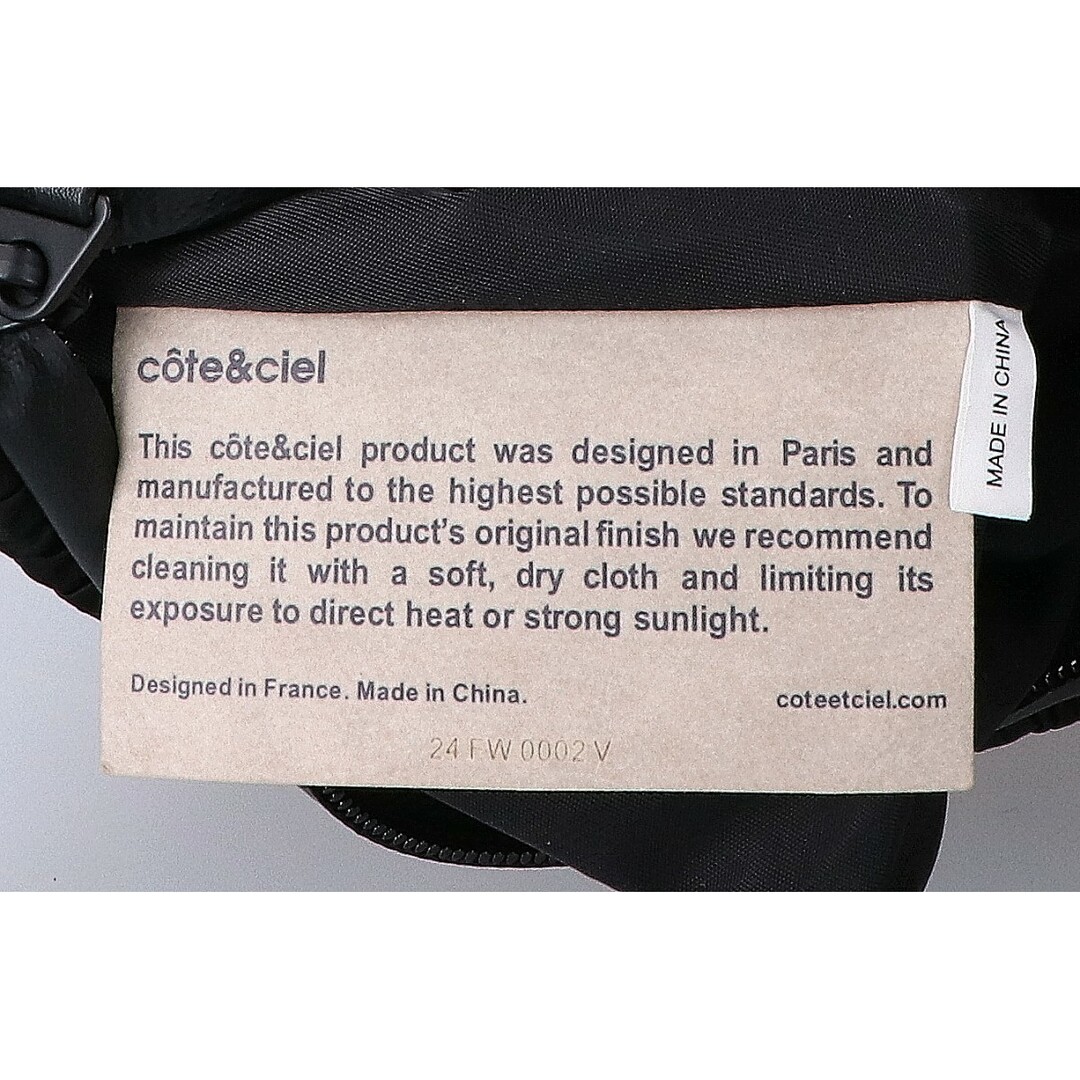 côte&ciel
This côte&ciel product was designed in Paris and
manufactured to the highest possible standards. To
maintain this product's original finish we recommend
cleaning it with a soft, dry cloth and limiting its
exposure to direct heat or strong sunlight.
Designed in France. Made in China.
coteetciel.com
24 FW 0002 V
MADE IN CHINA